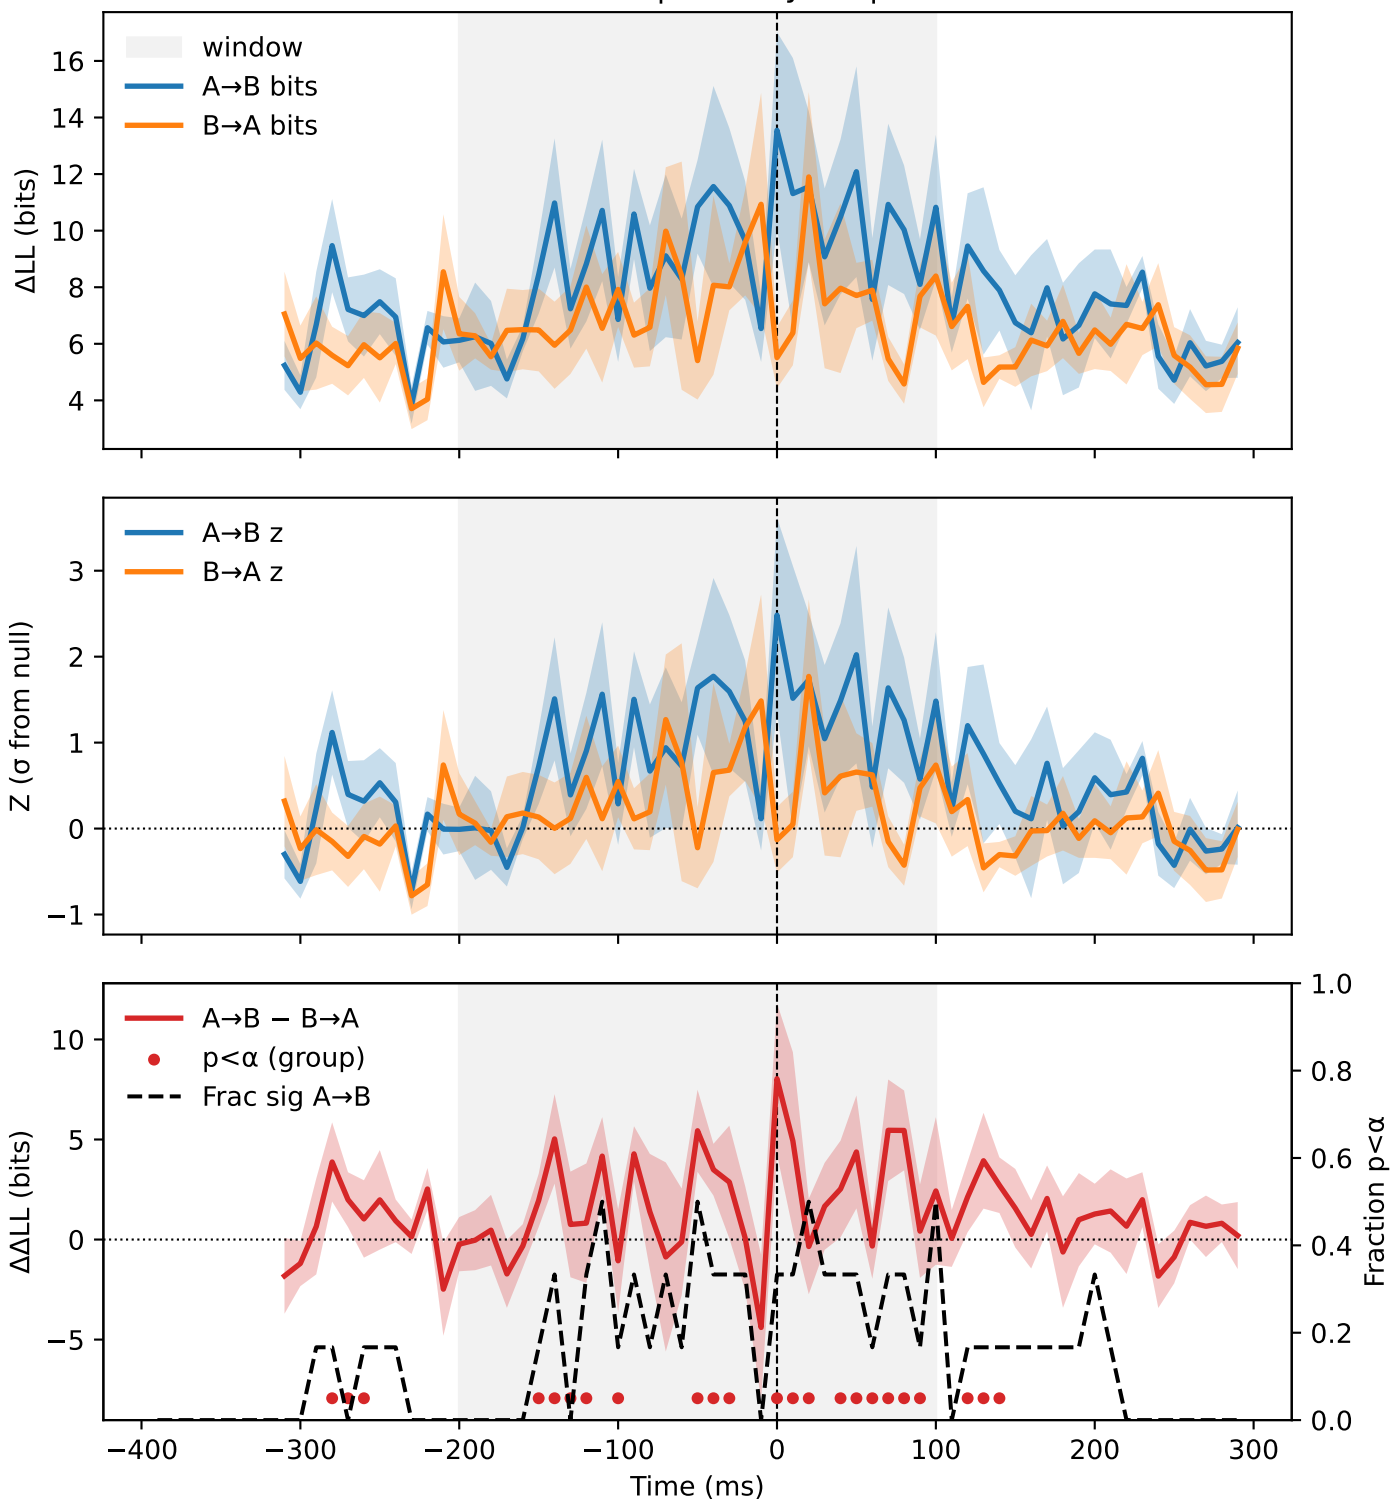 window
A→B bits
B→A bits
ΔLL (bits)
16
14
12
10
8
6
4
A→B z
B→A z
Z (σ from null)
3
2
1
0
−1
A→B − B→A
p<α (group)
Frac sig A→B
ΔΔLL (bits)
10
5
0
−5
1.0
0.8
0.6
0.4
0.2
0.0
Fraction p<α
−400 −300 −200 −100 0 100 200 300
Time (ms)